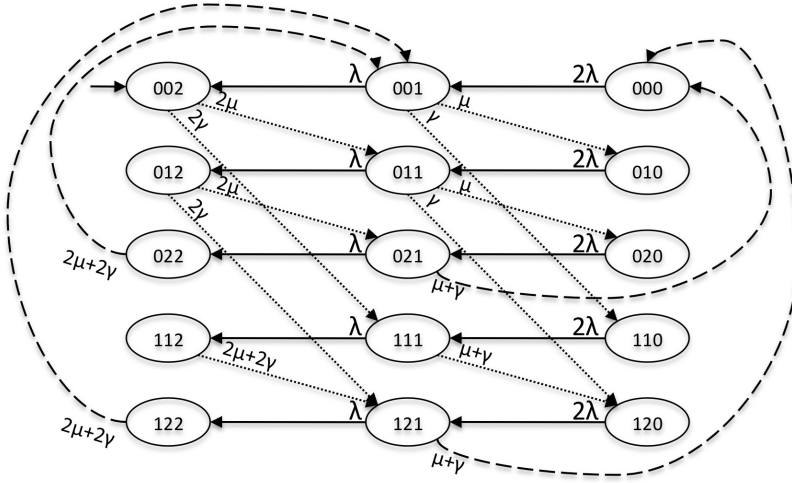 002 λ 001 2λ 000
2μ μ
2γ γ
012 λ 011 2λ 010
2μ μ
2γ γ
022 λ 021 2λ 020
2μ+2γ μ+γ
112 λ 111 2λ 110
2μ+2γ μ+γ
122 λ 121 2λ 120
2μ+2γ μ+γ